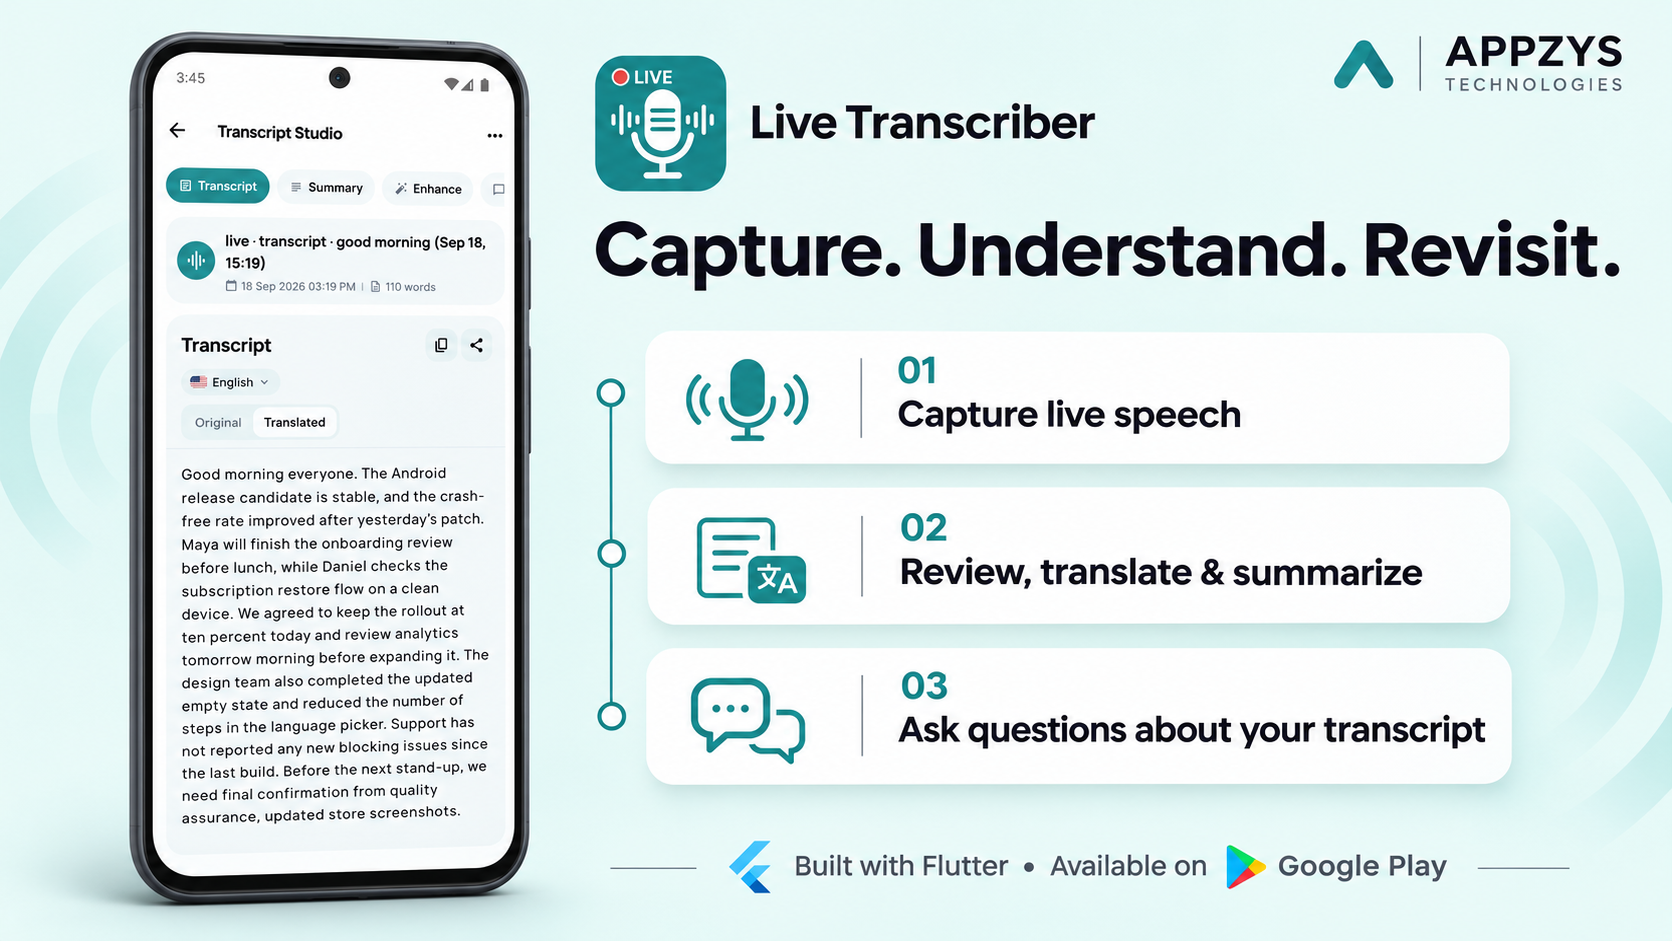 3:45
Transcript Studio
Transcript
Summary
Enhance
live · transcript · good morning (Sep 18,
15:19)
18 Sep 2026 03:19 PM | 110 words
Transcript
English
Original
Translated
Good morning everyone. The Android
release candidate is stable, and the crash-
free rate improved after yesterday's patch.
Maya will finish the onboarding review
before lunch, while Daniel checks the
subscription restore flow on a clean
device. We agreed to keep the rollout at
ten percent today and review analytics
tomorrow morning before expanding it. The
design team also completed the updated
empty state and reduced the number of
steps in the language picker. Support has
not reported any new blocking issues since
the last build. Before the next stand-up, we
need final confirmation from quality
assurance, updated store screenshots.
LIVE
Live Transcriber
APPZYS
TECHNOLOGIES
Capture. Understand. Revisit.
01
Capture live speech
文A
02
Review, translate & summarize
03
Ask questions about your transcript
Built with Flutter • Available on Google Play